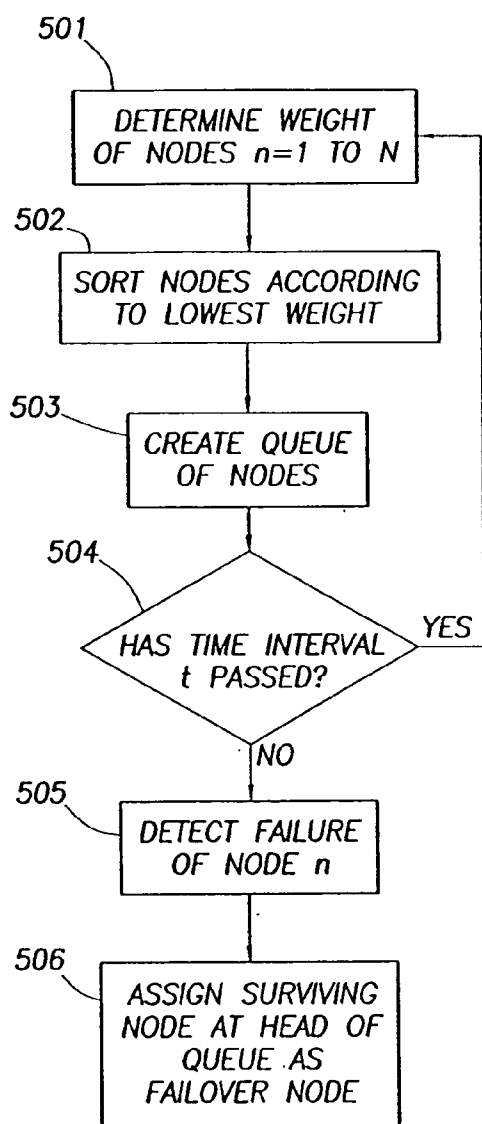 501
DETERMINE WEIGHT
OF NODES n=1 TO N
502
SORT NODES ACCORDING
TO LOWEST WEIGHT
503
CREATE QUEUE
OF NODES
504
HAS TIME INTERVAL
t PASSED?
YES
NO
505
DETECT FAILURE
OF NODE n
506
ASSIGN SURVIVING
NODE AT HEAD OF
QUEUE AS
FAILOVER NODE